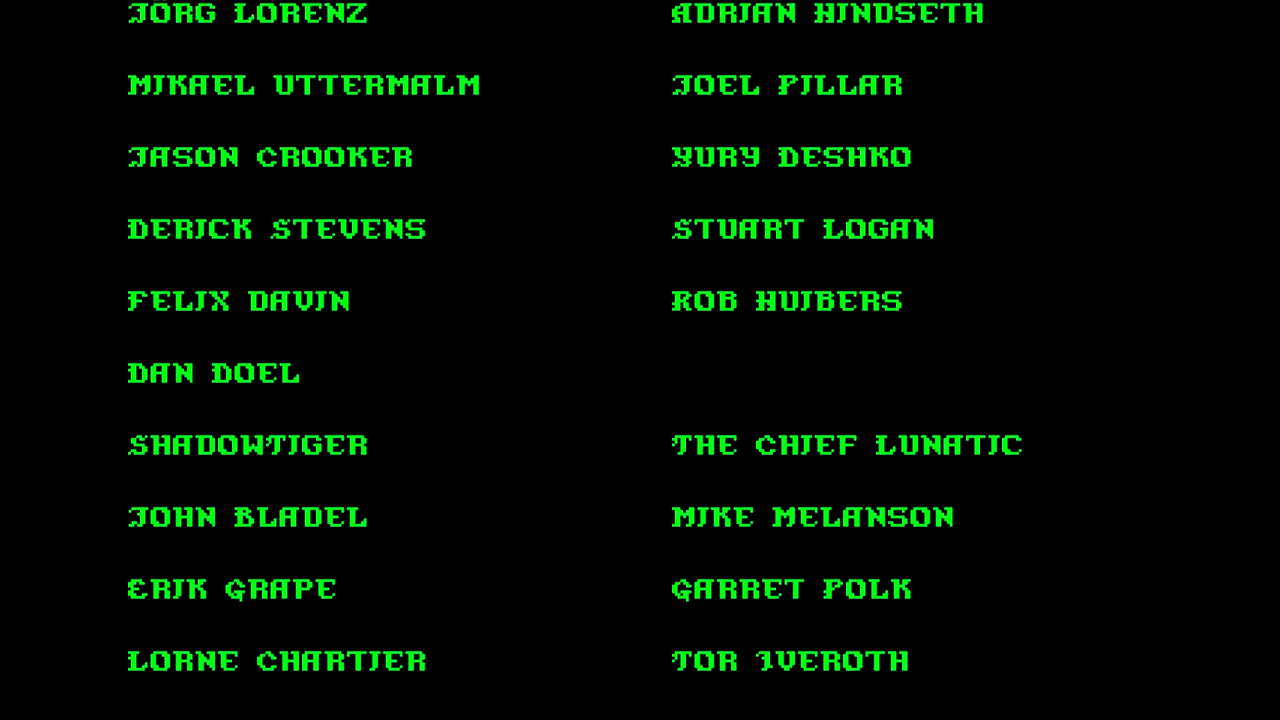 JÖRG LORENZ ADRIAN HINDSETH
MIKAEL UTTERMALM JOEL PILLAR
JASON CROOKER YURY DESHKO
DERICK STEVENS STUART LOGAN
FELIX DAVIN ROB HUIBERS
DAN DOEL
SHADOWTIGER THE CHIEF LUNATIC
JOHN BLADEL MIKE MELANSON
ERIK GRAPE GARRET POLK
LORNE CHARTIER TOR IVEROTH